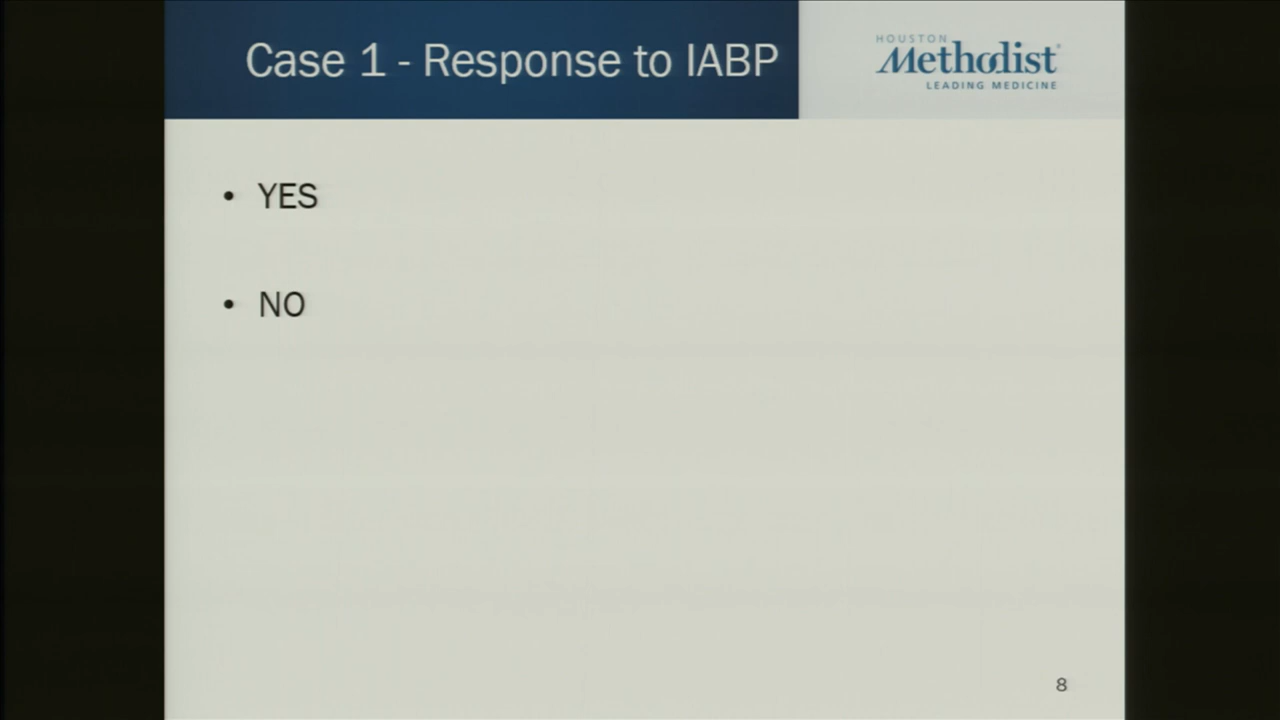 Case 1 - Response to IABP
HOUSTON
Methodist
LEADING MEDICINE
• YES
• NO
8